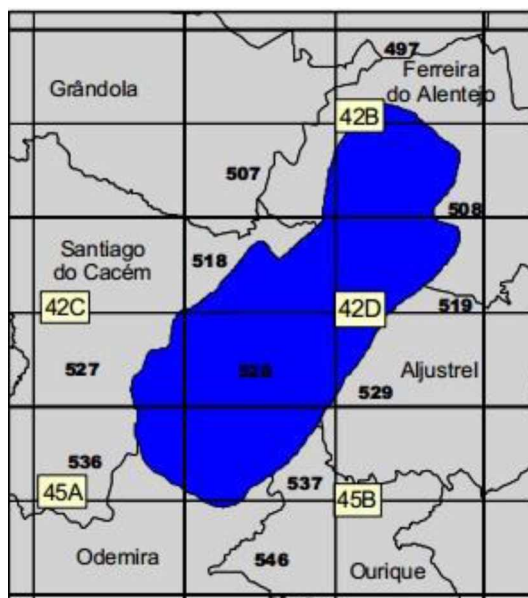 497
Grândola
Ferreira
do Alentejo
42B
507
508
Santiago
do Cacém
518
42C
42D
519
527
528
529
Aljustrel
536
45A
537
45B
Odemira
546
Ourique